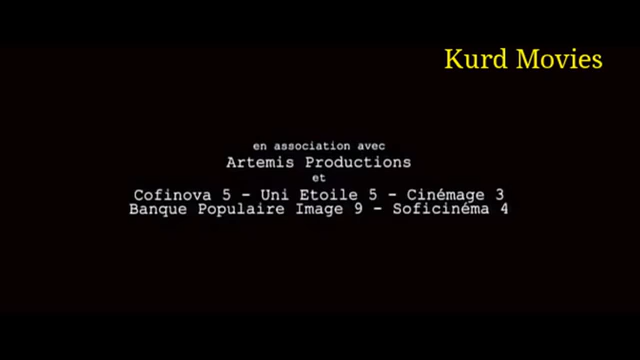 Kurd Movies
en association avec
Artemis Productions
et
Cofinova 5 - Uni Etoile 5 - Cinémage 3
Banque Populaire Image 9 - Soficinéma 4